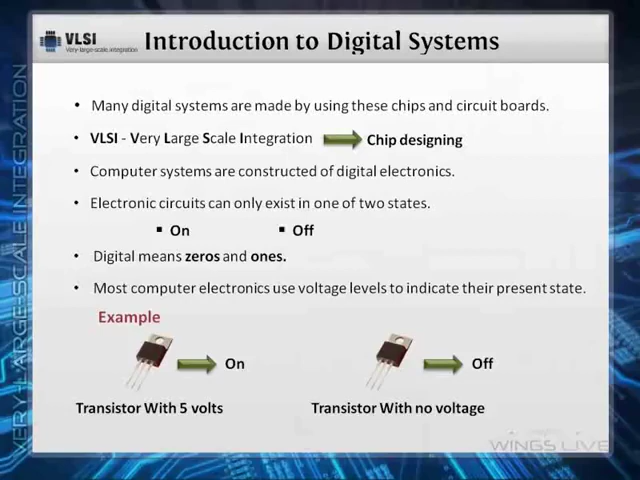 VLSI
Very-large-scale integration
Introduction to Digital Systems
• Many digital systems are made by using these chips and circuit boards.
• VLSI - Very Large Scale Integration Chip designing
• Computer systems are constructed of digital electronics.
• Electronic circuits can only exist in one of two states.
▪ On ▪ Off
• Digital means zeros and ones.
• Most computer electronics use voltage levels to indicate their present state.
Example
On Off
Transistor With 5 volts Transistor With no voltage
VERY-LARGE-SCALE INTEGRATION
WINGS LIVE